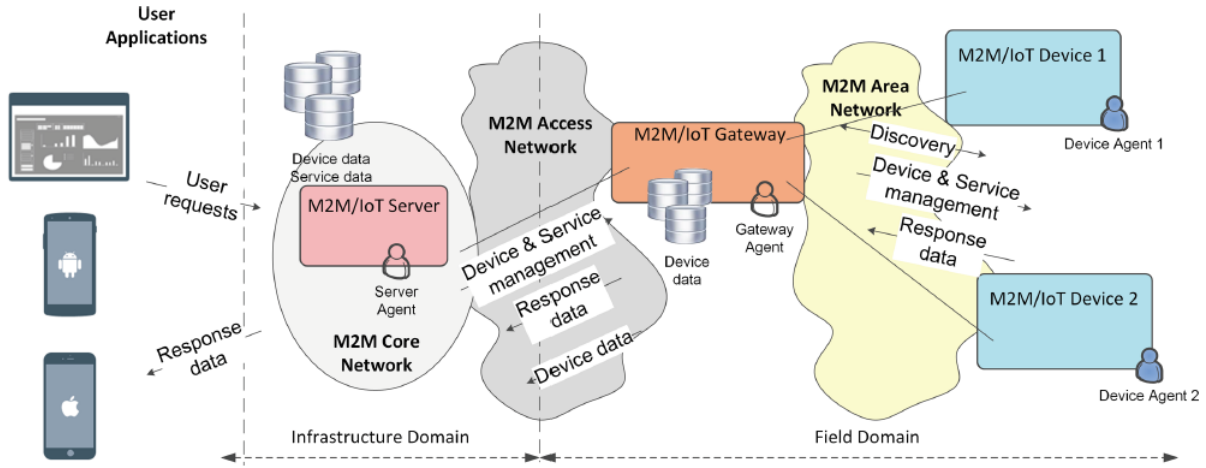 User
Applications
User
requests
Response
data
Device data
Service data
M2M/IoT Server
Server
Agent
M2M Core
Network
M2M Access
Network
Device & Service
management
Response
data
Device data
M2M/IoT Gateway
Device
data
Gateway
Agent
M2M Area
Network
Discovery
Device & Service
management
Response
data
M2M/IoT Device 1
Device Agent 1
M2M/IoT Device 2
Device Agent 2
Infrastructure Domain
Field Domain